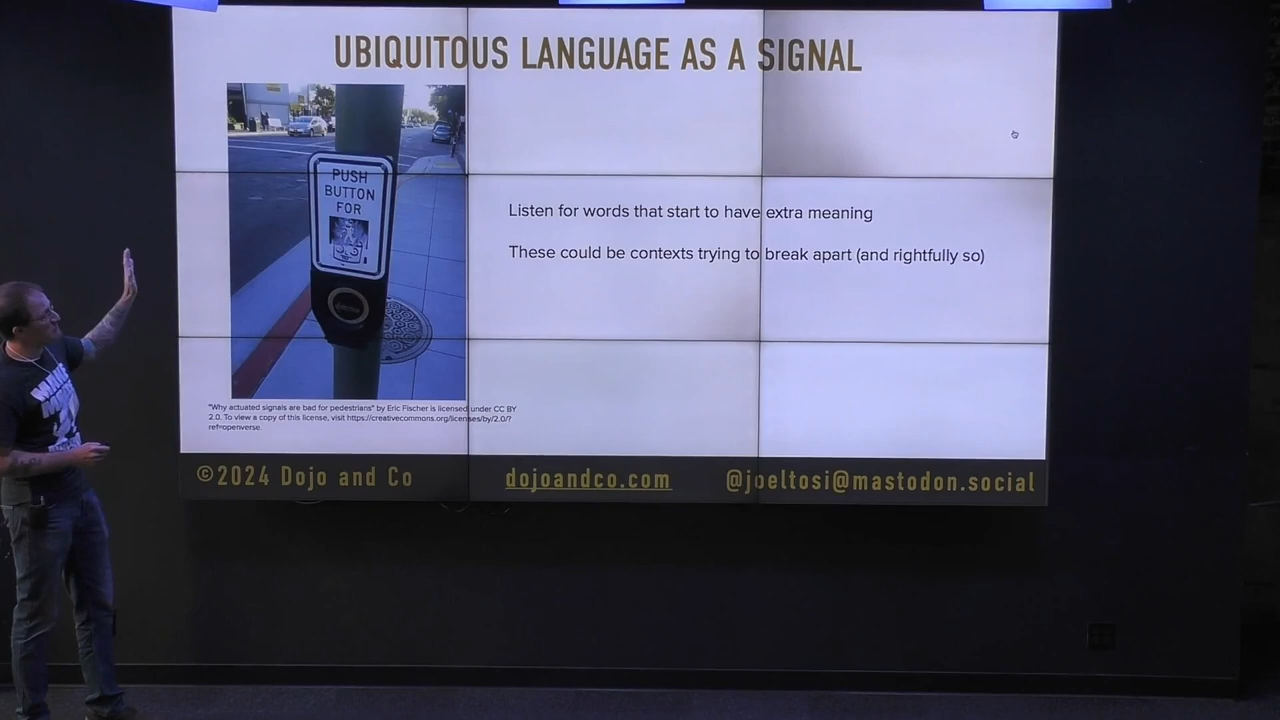 UBIQUITOUS LANGUAGE AS A SIGNAL
PUSH
BUTTON
FOR
Listen for words that start to have extra meaning
These could be contexts trying to break apart (and rightfully so)
"Why actuated signals are bad for pedestrians" by Eric Fischer is licensed under CC BY
2.0. To view a copy of this license, visit https://creativecommons.org/licenses/by/2.0/?
ref=openverse.
©2024 Dojo and Co
dojoandco.com
@joeltosi@mastodon.social